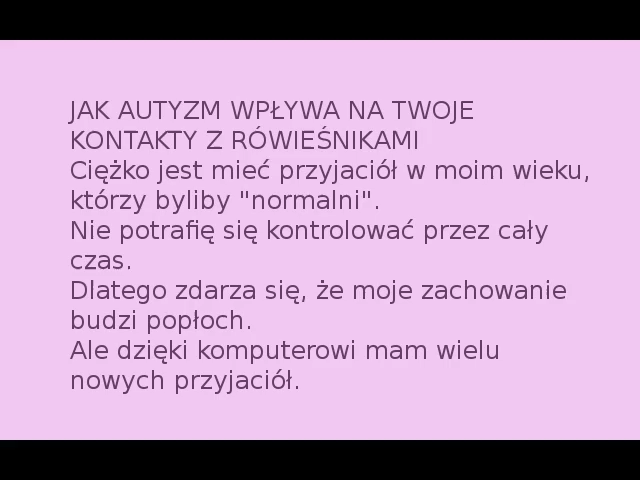 JAK AUTYZM WPŁYWA NA TWOJE
KONTAKTY Z RÓWIEŚNIKAMI
Ciężko jest mieć przyjaciół w moim wieku,
którzy byliby "normalni".
Nie potrafię się kontrolować przez cały
czas.
Dlatego zdarza się, że moje zachowanie
budzi popłoch.
Ale dzięki komputerowi mam wielu
nowych przyjaciół.